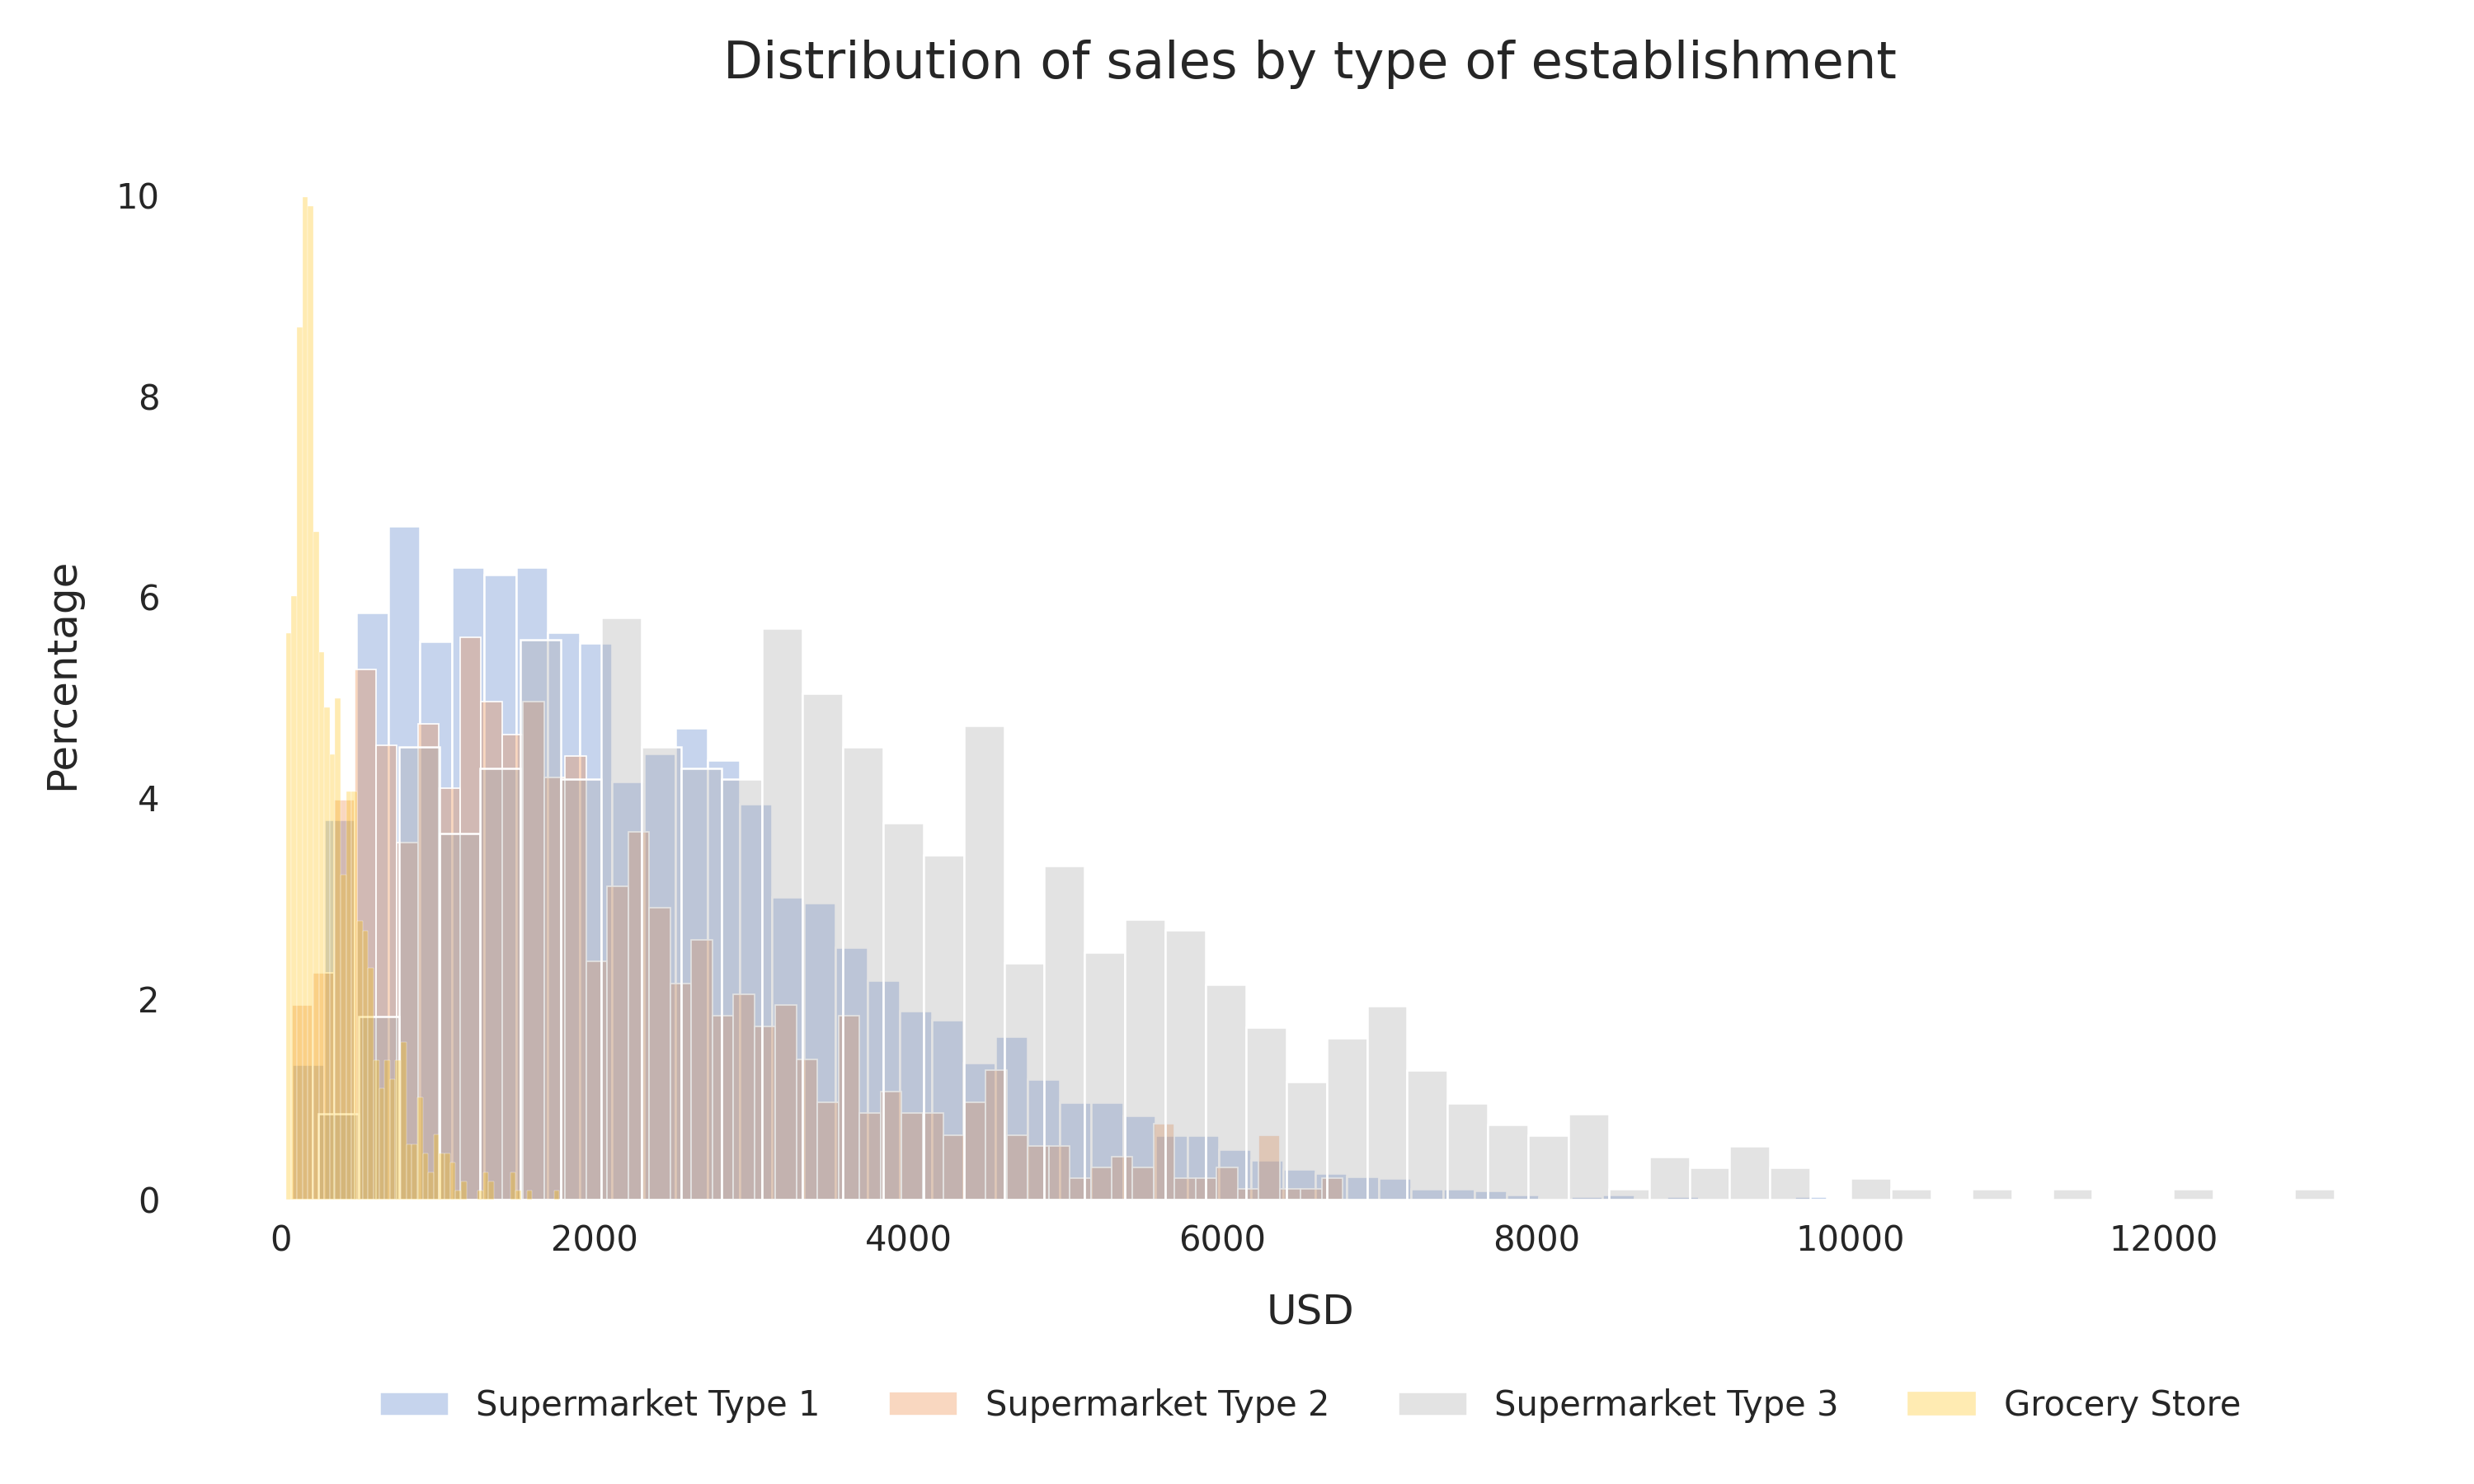 Distribution of sales by type of establishment
10
8
6
4
2
0
Percentage
0 2000 4000 6000 8000 10000 12000
USD
Supermarket Type 1 Supermarket Type 2 Supermarket Type 3 Grocery Store